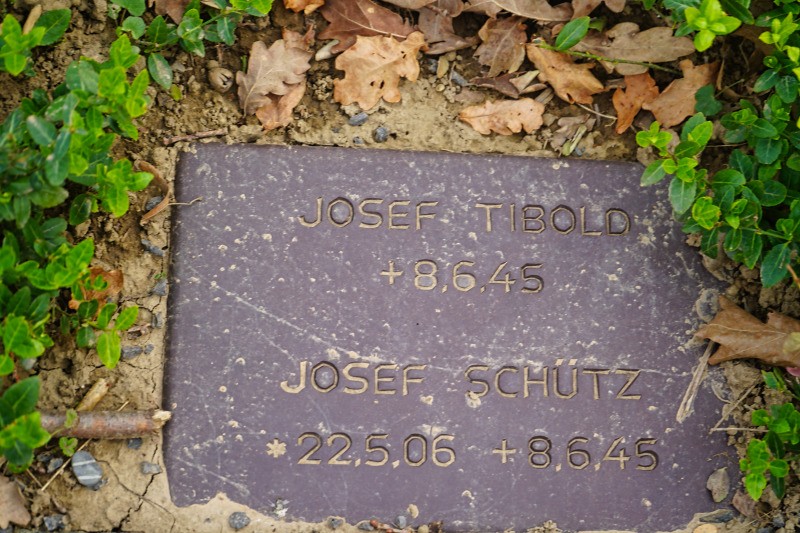 JOSEF TIBOLD
+8.6.45
JOSEF SCHÜTZ
*22.5.06 +8.6.45